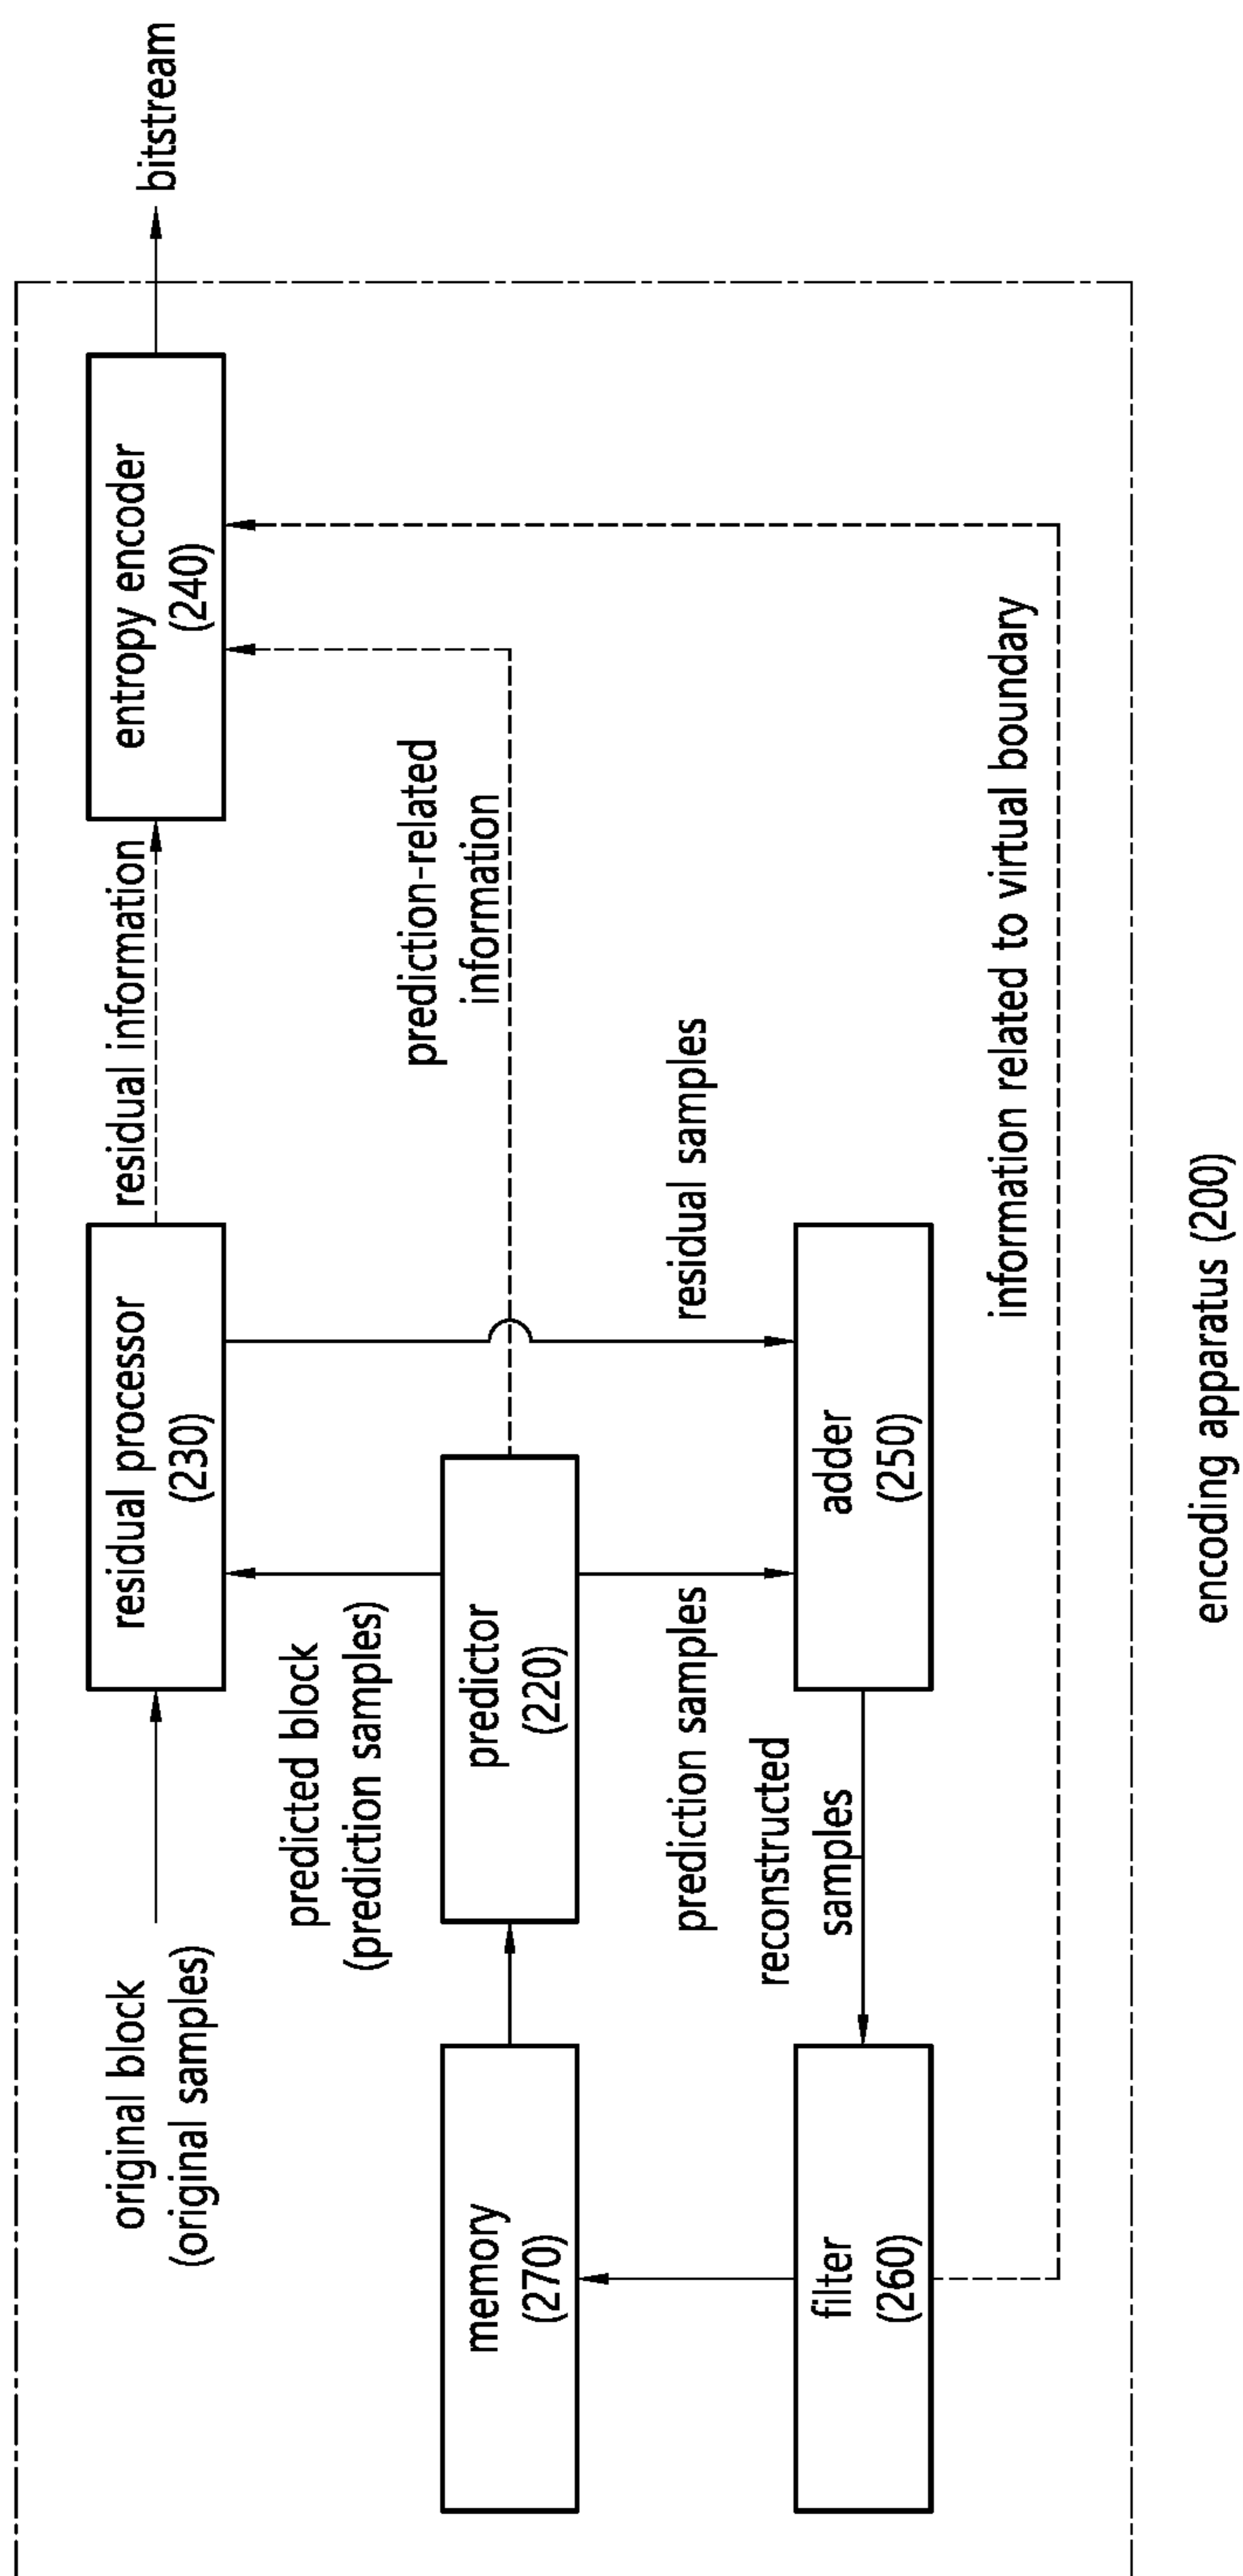 original block
(original samples)
residual processor
(230)
residual information
entropy encoder
(240)
bitstream
predicted block
(prediction samples)
prediction-related
information
memory
(270)
predictor
(220)
prediction samples
residual samples
reconstructed
samples
filter
(260)
adder
(250)
information related to virtual boundary
encoding apparatus (200)